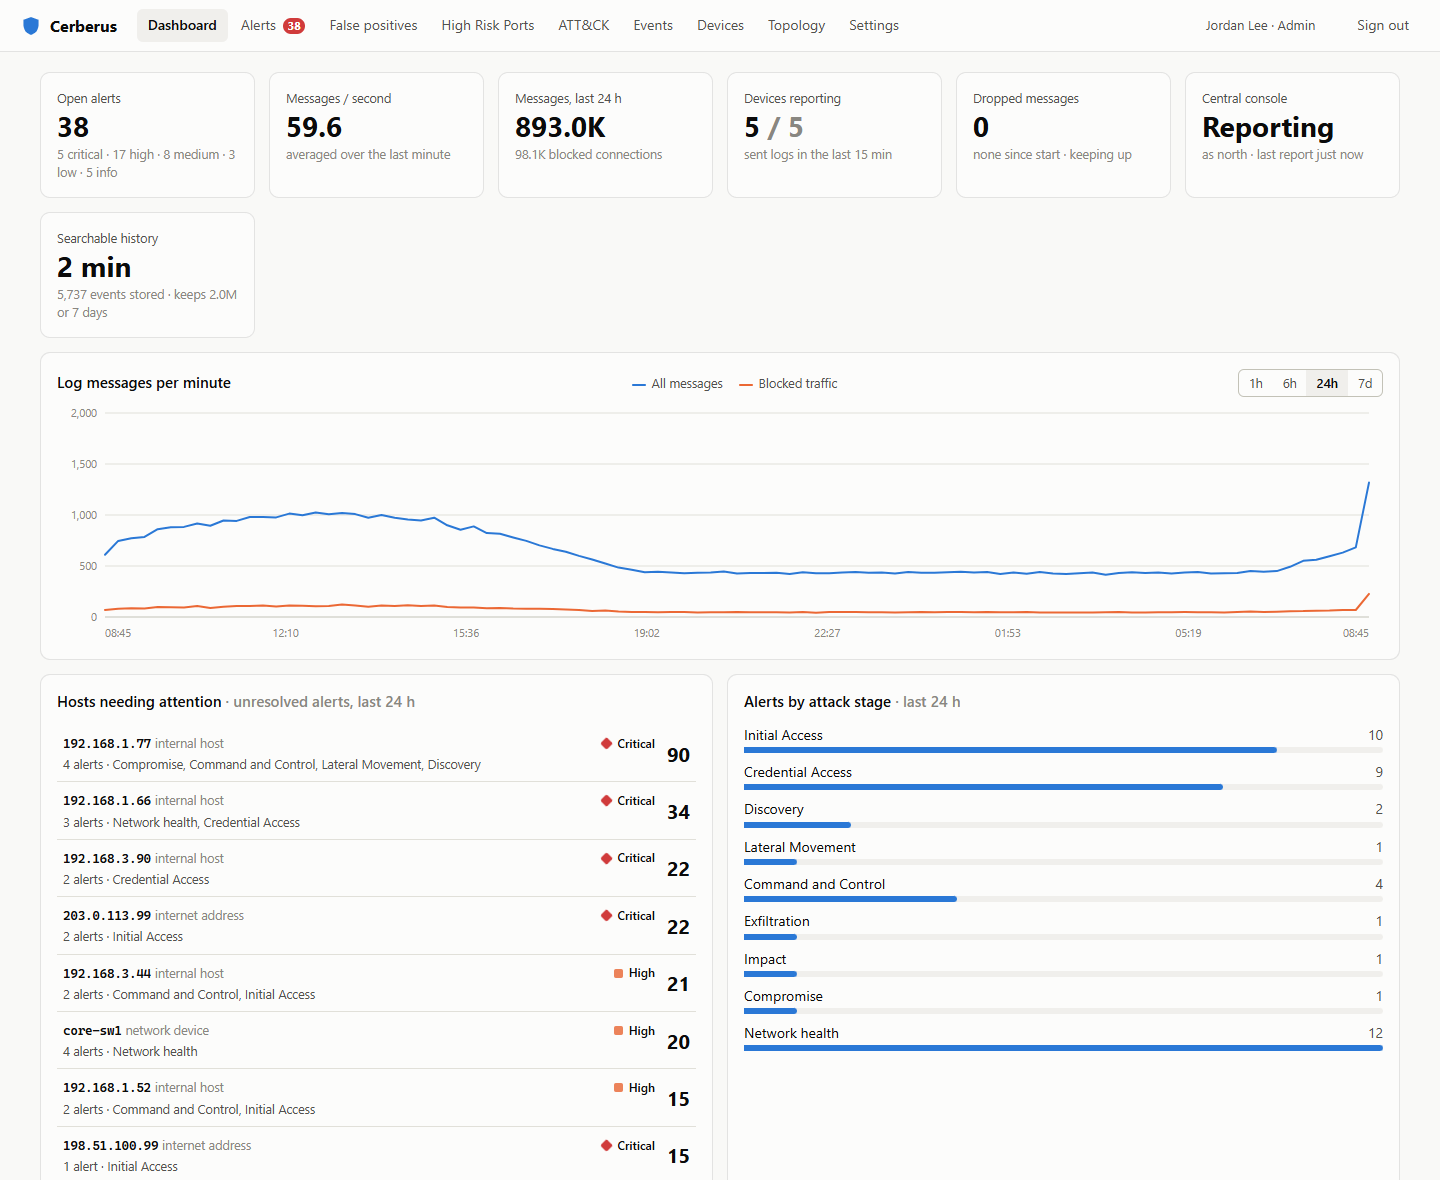 Cerberus
Dashboard
Alerts 38
False positives
High Risk Ports
ATT&CK
Events
Devices
Topology
Settings
Jordan Lee · Admin
Sign out
Open alerts
38
5 critical · 17 high · 8 medium · 3
low · 5 info
Messages / second
59.6
averaged over the last minute
Messages, last 24 h
893.0K
98.1K blocked connections
Devices reporting
5 / 5
sent logs in the last 15 min
Dropped messages
0
none since start · keeping up
Central console
Reporting
as north · last report just now
Searchable history
2 min
5,737 events stored · keeps 2.0M
or 7 days
Log messages per minute
All messages
Blocked traffic
1h 6h 24h 7d
2,000
1,500
1,000
500
0
08:45 12:10 15:36 19:02 22:27 01:53 05:19 08:45
Hosts needing attention · unresolved alerts, last 24 h
192.168.1.77 internal host
Critical
90
4 alerts · Compromise, Command and Control, Lateral Movement, Discovery
192.168.1.66 internal host
Critical
34
3 alerts · Network health, Credential Access
192.168.3.90 internal host
Critical
22
2 alerts · Credential Access
203.0.113.99 internet address
Critical
22
2 alerts · Initial Access
192.168.3.44 internal host
High
21
2 alerts · Command and Control, Initial Access
core-sw1 network device
High
20
4 alerts · Network health
192.168.1.52 internal host
High
15
2 alerts · Command and Control, Initial Access
198.51.100.99 internet address
Critical
15
1 alert · Initial Access
Alerts by attack stage · last 24 h
Initial Access 10
Credential Access 9
Discovery 2
Lateral Movement 1
Command and Control 4
Exfiltration 1
Impact 1
Compromise 1
Network health 12